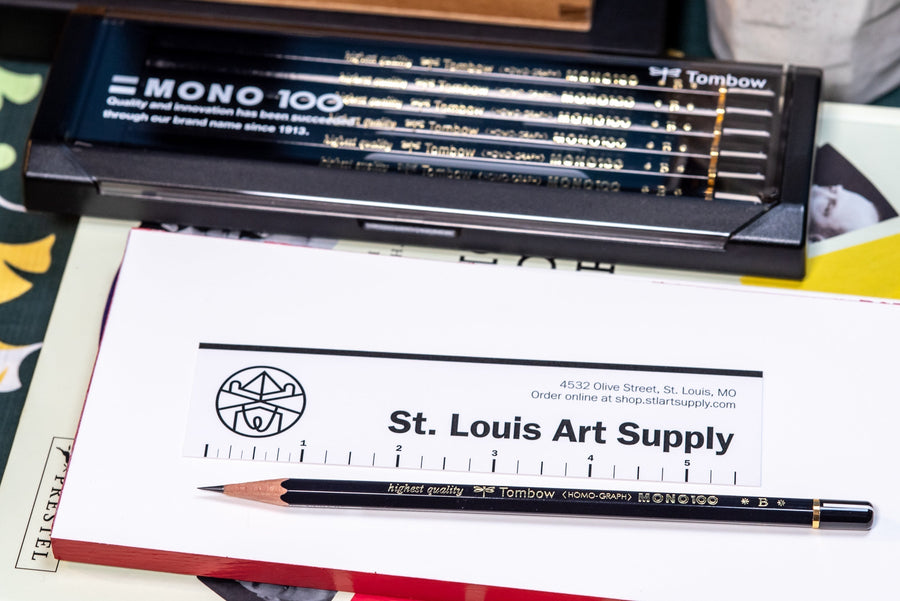 MONO 100
Quality and innovation has been
through our brand name since 1913.
Tombow
highest quality Tombow <HOMO-GRAPH> MONO100 * B *
4532 Olive Street, St. Louis, MO
Order online at shop.stlartsupply.com
St. Louis Art Supply
1 2 3 4 5
highest quality Tombow <HOMO-GRAPH> MONO100 * B *
PRESTEL